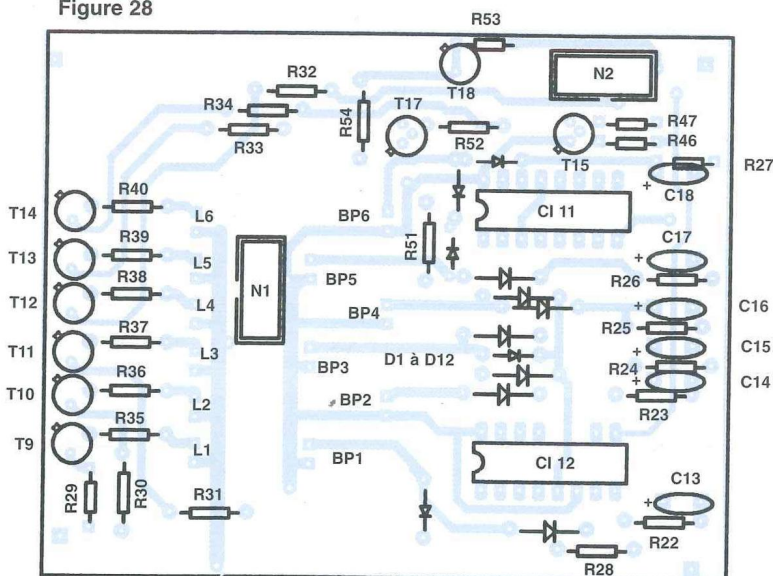 Figure 28
R53
N2
R32
T18
R34
R54
T17
R47
R33
R52
T15
R46
R27
R40
C18
T14
L6
BP6
CI 11
R39
R51
C17
T13
L5
R38
BP5
R26
T12
L4
N1
BP4
C16
R37
R25
T11
L3
D1 à D12
C15
R36
BP3
R24
T10
C14
L2
BP2
R23
R35
T9
L1
BP1
CI 12
C13
R29
R30
R31
R22
R28